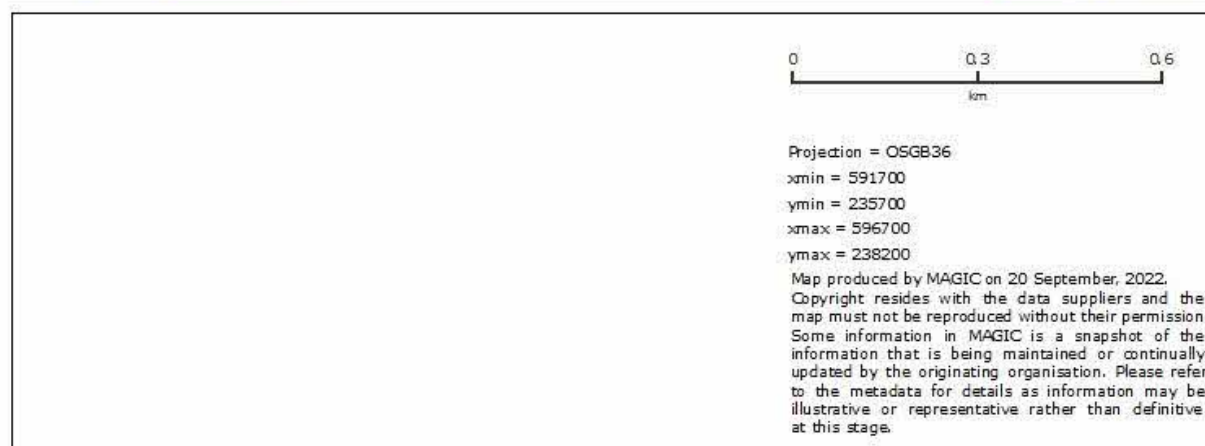 0 0.3 0.6
km
Projection = OSGB36
xmin = 591700
ymin = 235700
xmax = 596700
ymax = 238200
Map produced by MAGIC on 20 September, 2022.
Copyright resides with the data suppliers and the
map must not be reproduced without their permission
Some information in MAGIC is a snapshot of the
information that is being maintained or continually
updated by the originating organisation. Please refer
to the metadata for details as information may be
illustrative or representative rather than definitive
at this stage.